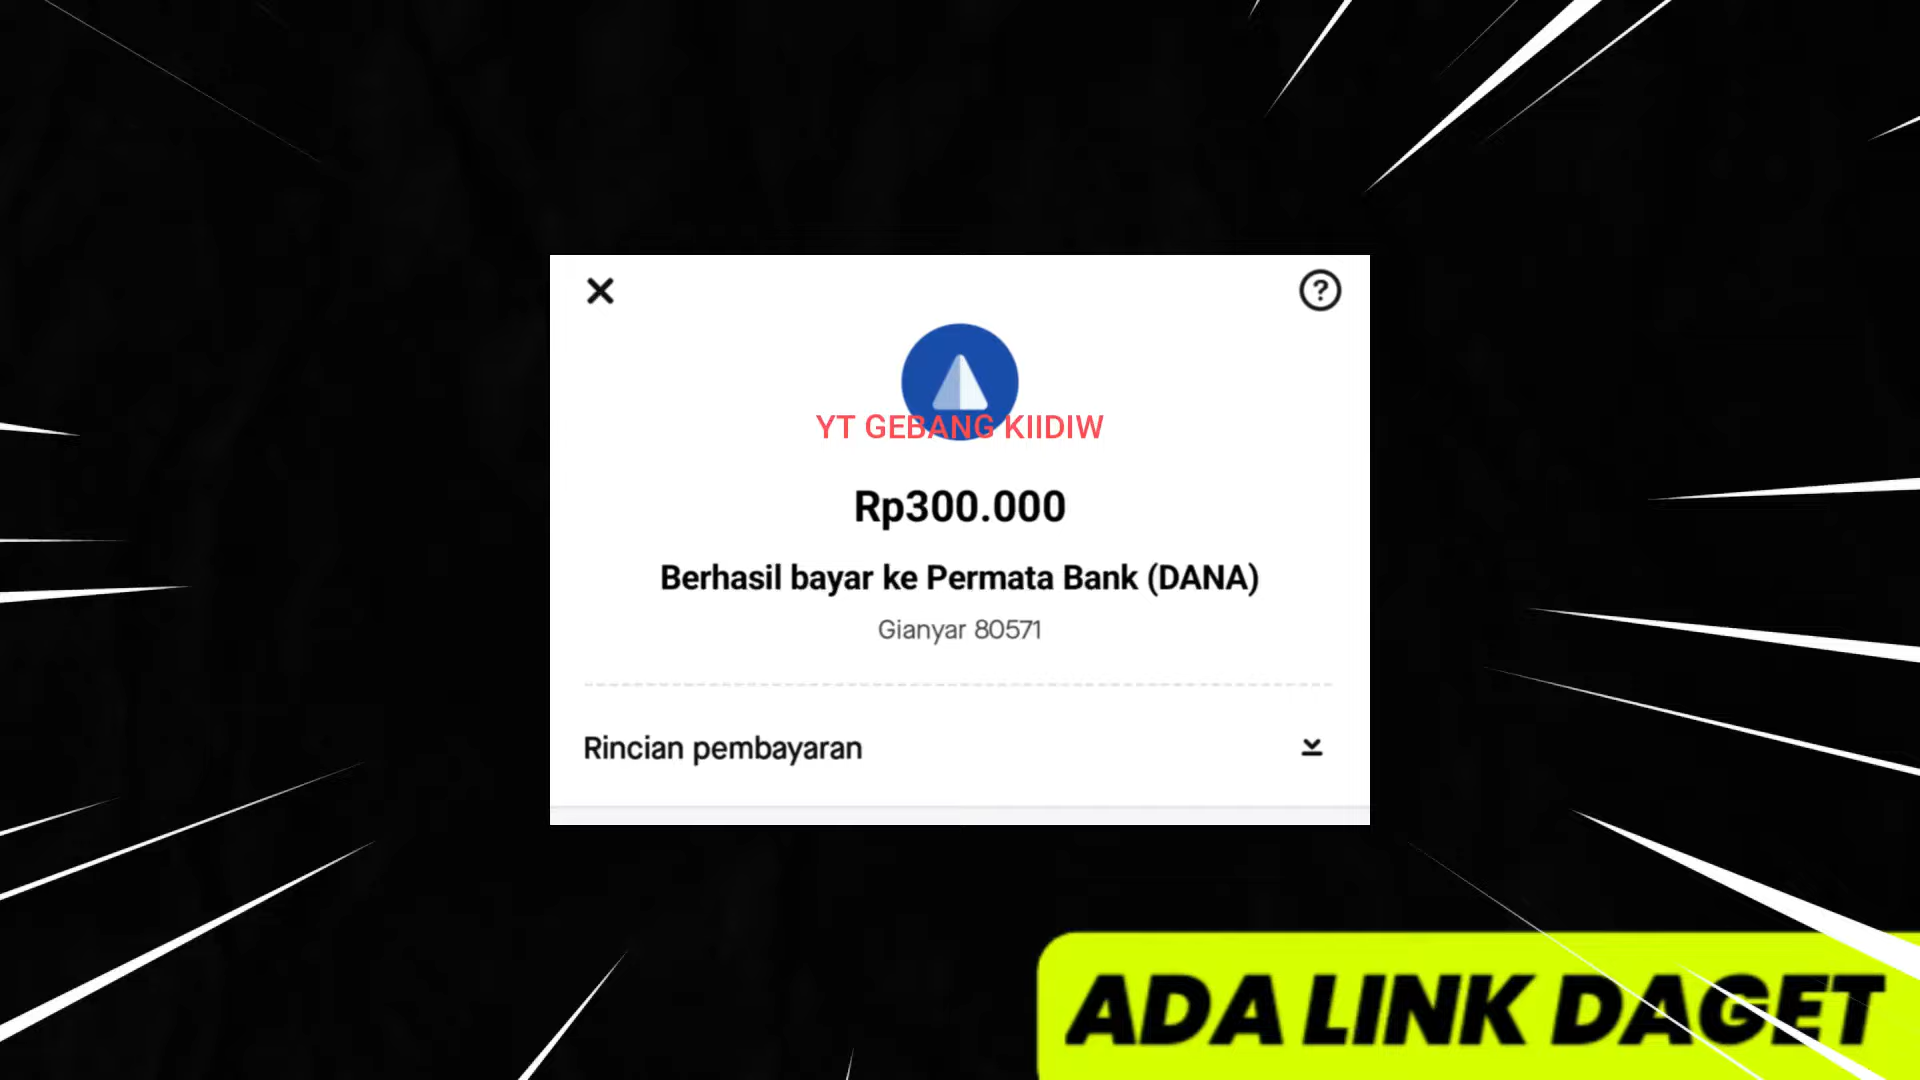 YT GEBANG KIIDIW
Rp300.000
Berhasil bayar ke Permata Bank (DANA)
Gianyar 80571
Rincian pembayaran
ADA LINK DAGET